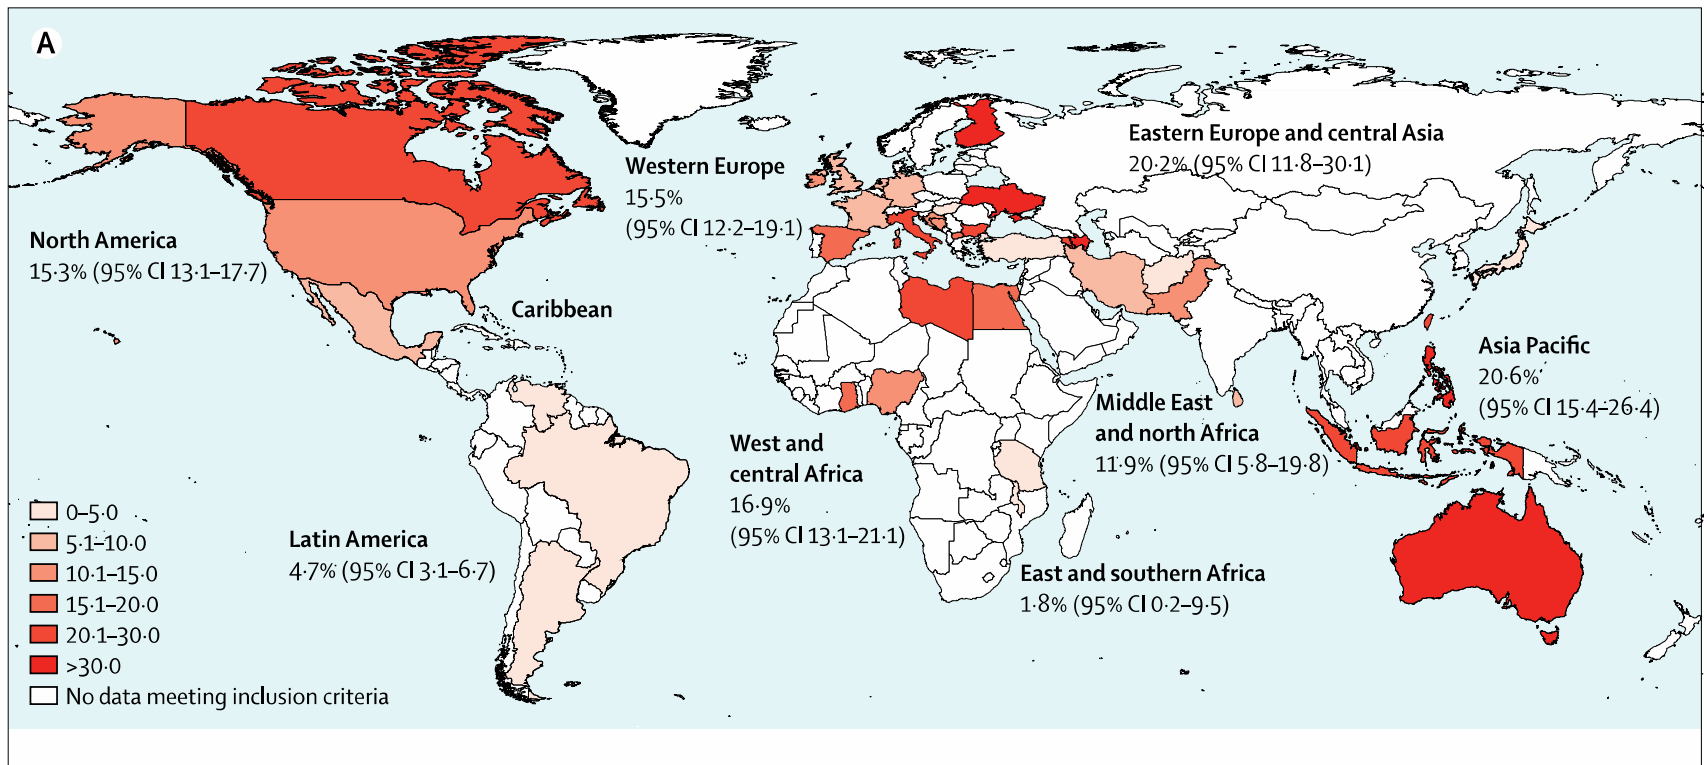 A
Eastern Europe and central Asia
20·2% (95% CI 11·8–30·1)
Western Europe
15·5%
(95% CI 12·2–19·1)
North America
15·3% (95% CI 13·1–17·7)
Caribbean
Asia Pacific
20·6%
(95% CI 15·4–26·4)
Middle East
and north Africa
11·9% (95% CI 5·8–19·8)
West and
central Africa
16·9%
(95% CI 13·1–21·1)
Latin America
4·7% (95% CI 3·1–6·7)
East and southern Africa
1·8% (95% CI 0·2–9·5)
0–5·0
5·1–10·0
10·1–15·0
15·1–20·0
20·1–30·0
>30·0
No data meeting inclusion criteria